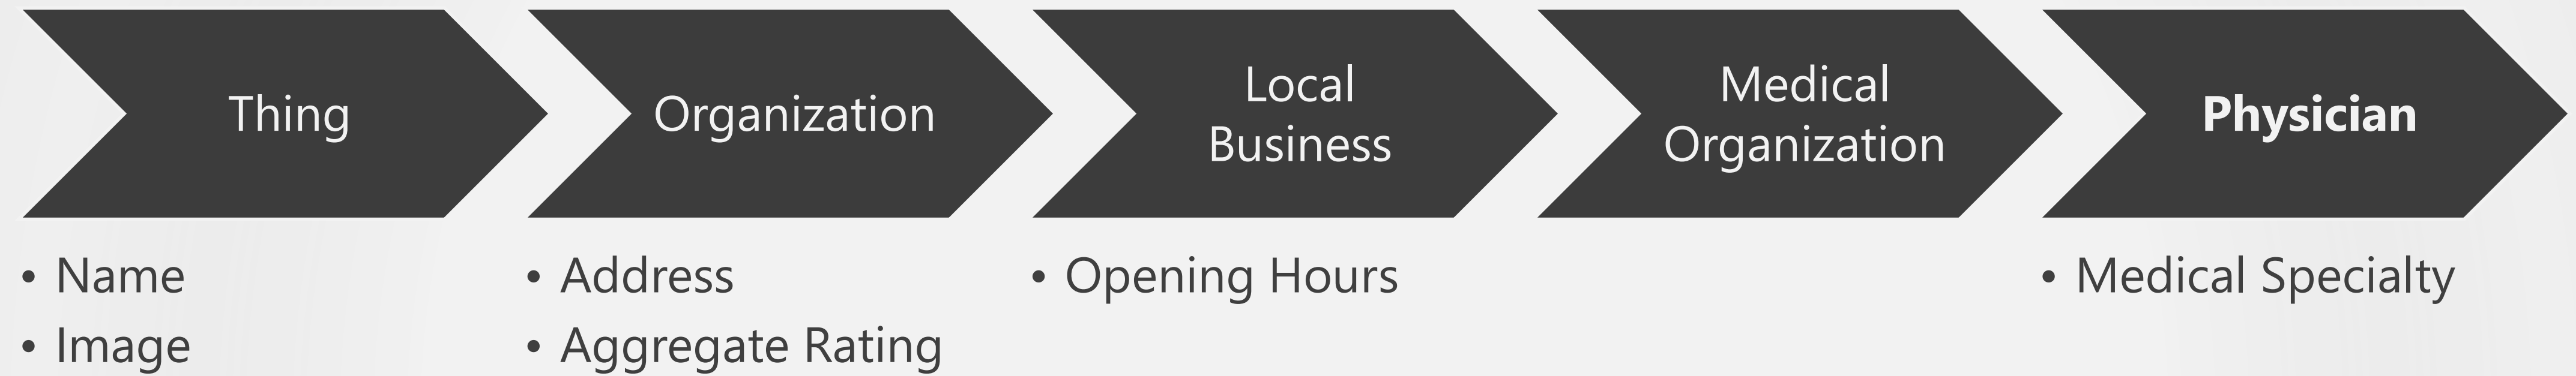 Thing
Organization
Local
Business
Medical
Organization
Physician
• Name
• Image
• Address
• Aggregate Rating
• Opening Hours
• Medical Specialty